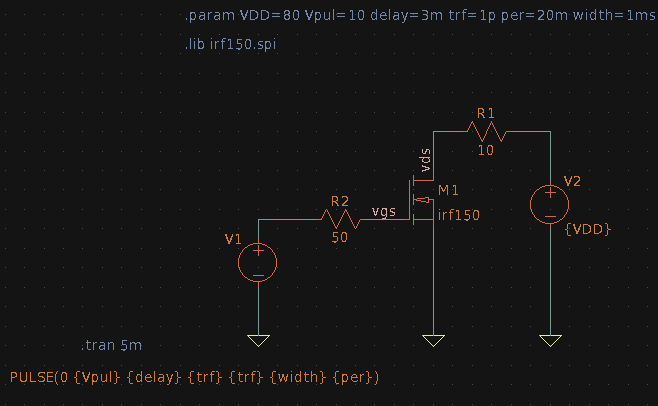 .param VDD=80 Vpul=10 delay=3m trf=1p per=20m width=1ms
.lib irf150.spi
R1
10
vds
M1
irf150
R2
50
vgs
V1
V2
{VDD}
.tran 5m
PULSE(0 {Vpul} {delay} {trf} {trf} {width} {per})